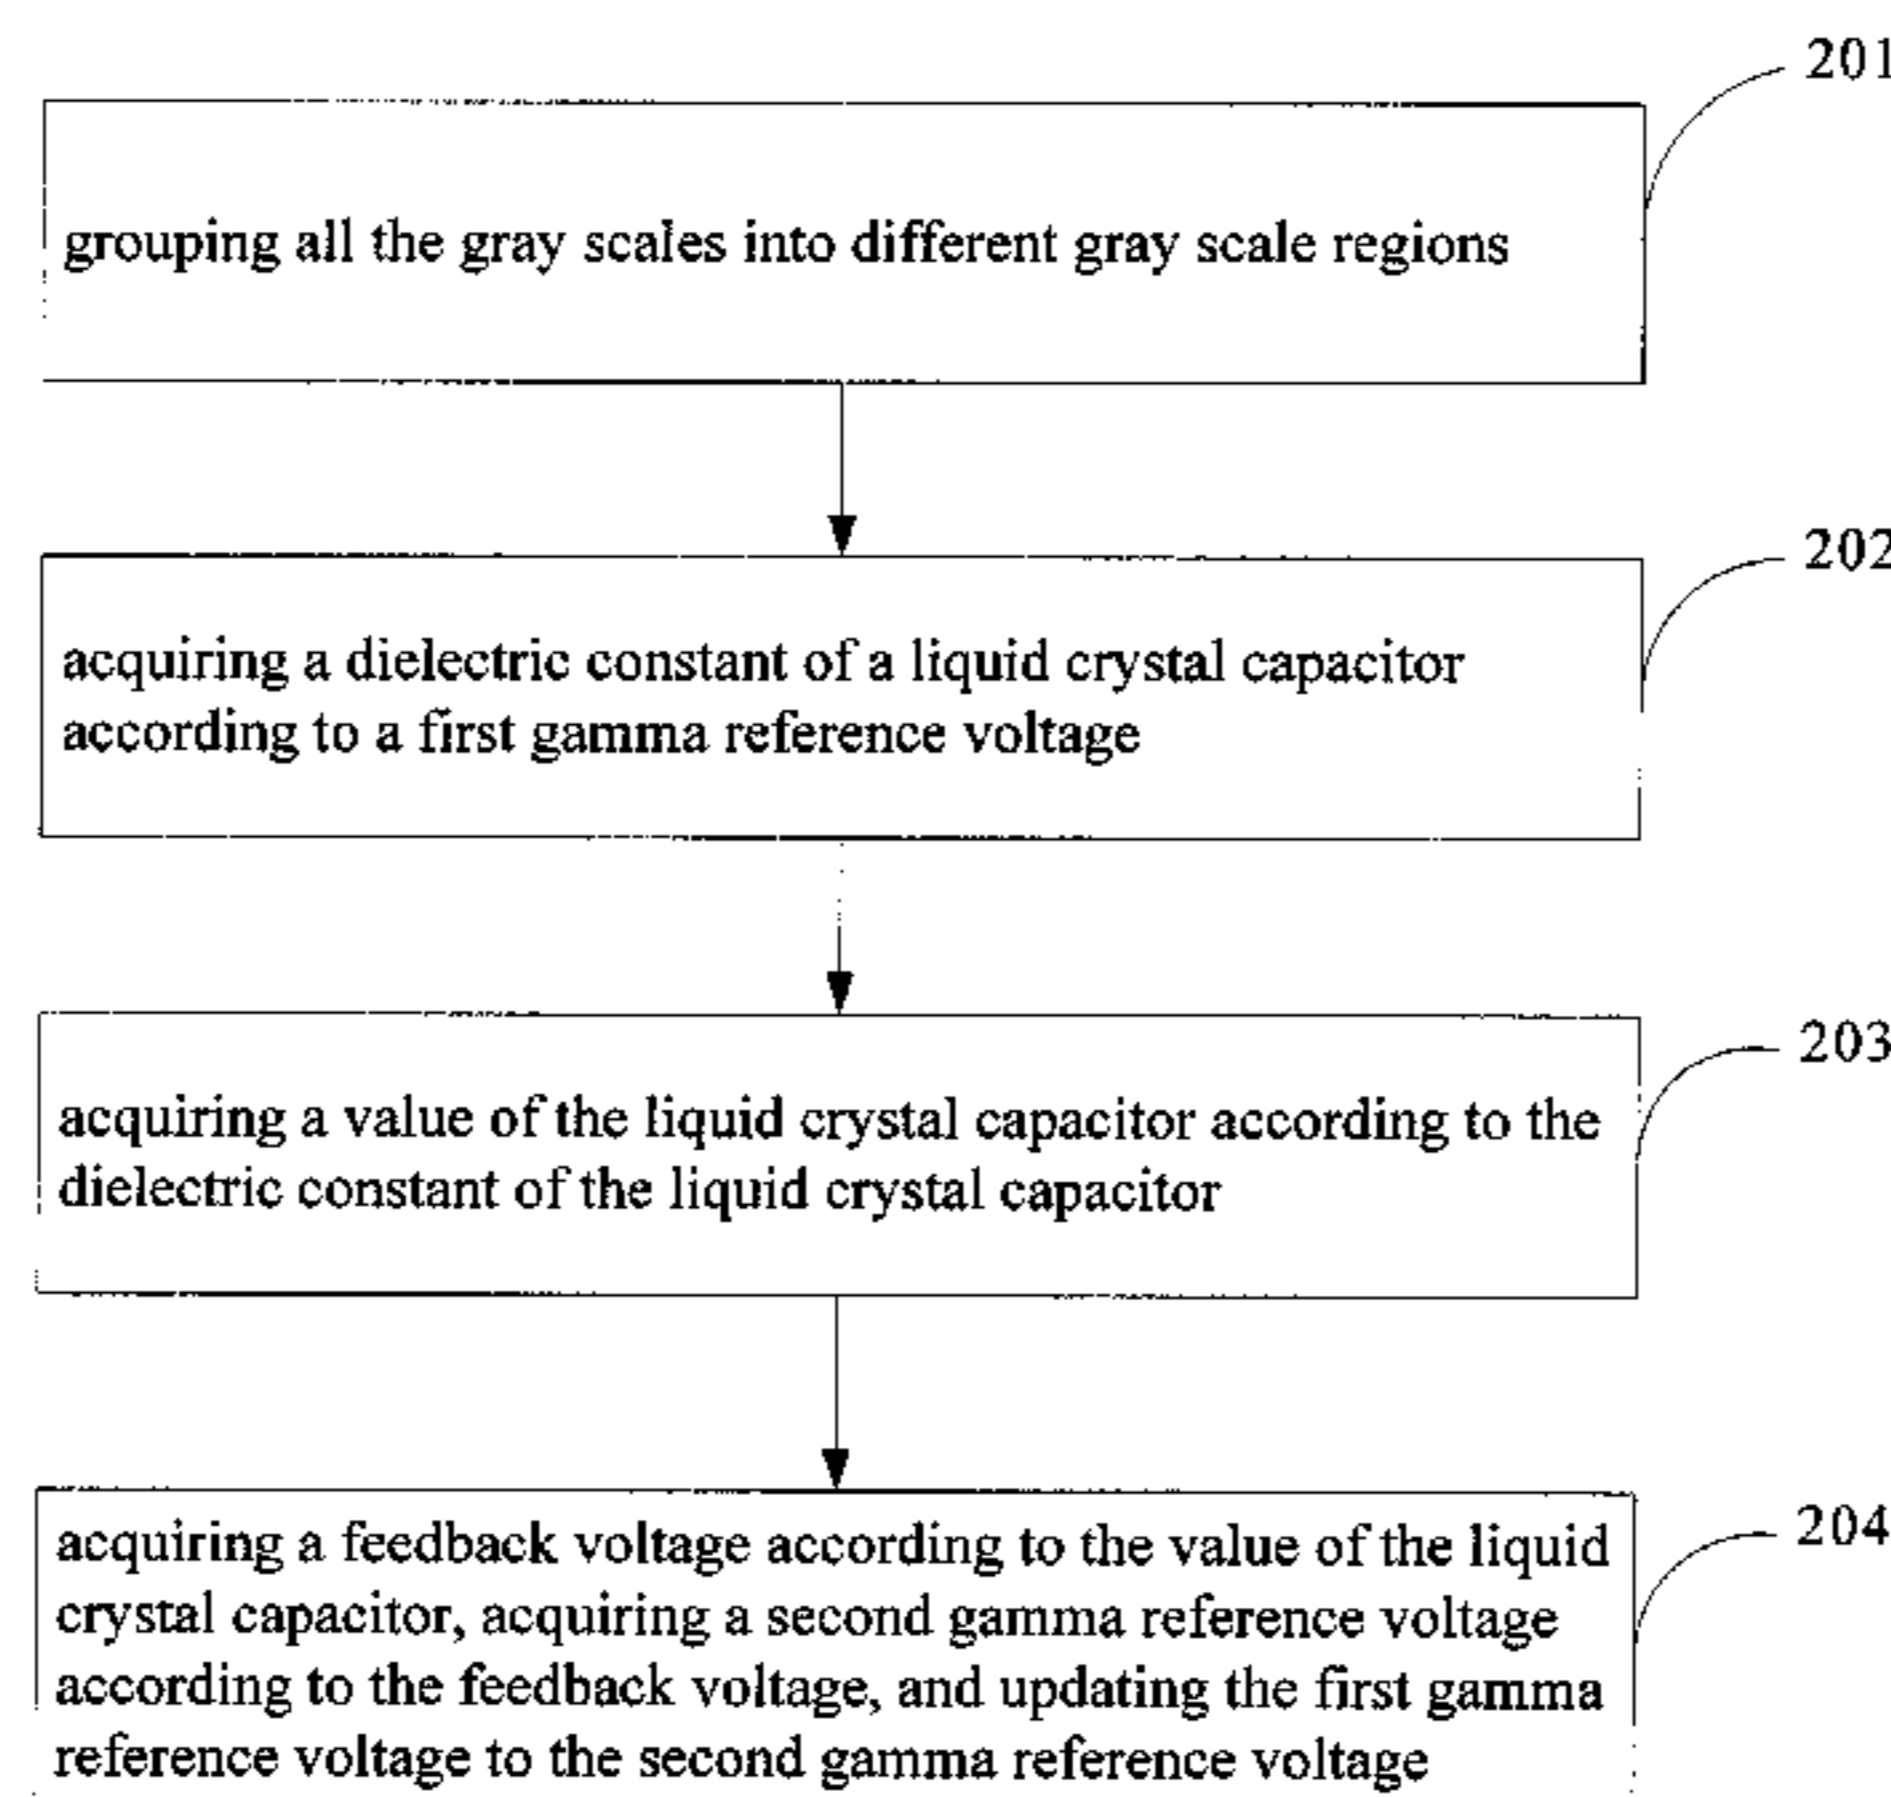 201
grouping all the gray scales into different gray scale regions
202
acquiring a dielectric constant of a liquid crystal capacitor
according to a first gamma reference voltage
203
acquiring a value of the liquid crystal capacitor according to the
dielectric constant of the liquid crystal capacitor
204
acquiring a feedback voltage according to the value of the liquid
crystal capacitor, acquiring a second gamma reference voltage
according to the feedback voltage, and updating the first gamma
reference voltage to the second gamma reference voltage